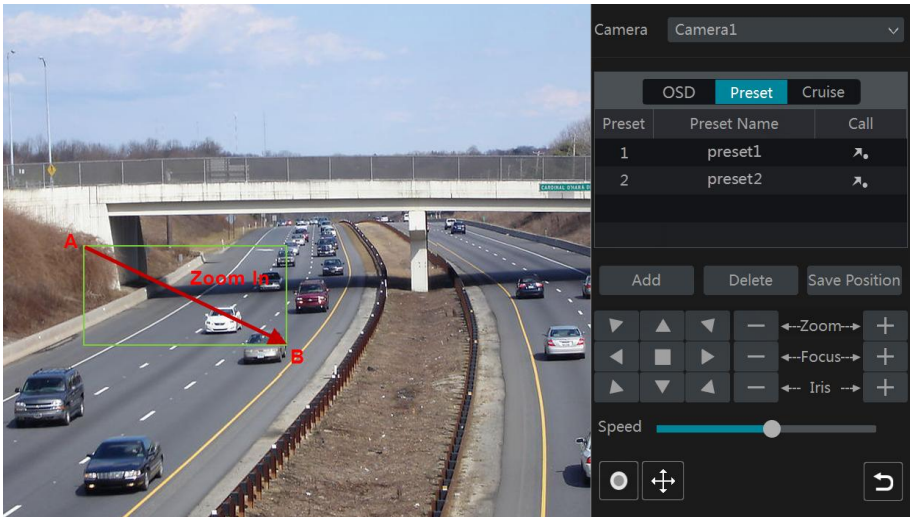 Camera Camera1
OSD Preset Cruise
Preset Preset Name Call
1 preset1
2 preset2
CARDINAL O'HARA
A
Zoom In
B
Add Delete Save Position
Zoom
Focus
Iris
Speed